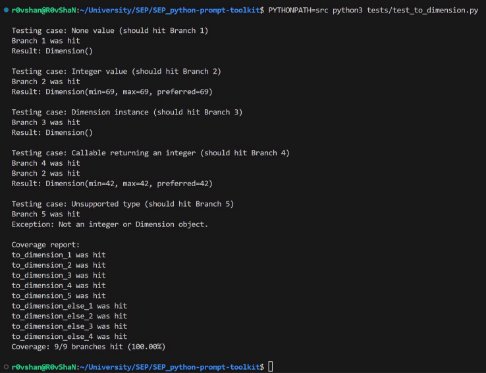 r0vshan@R0vShaN:~/University/SEP/SEP_python-prompt-toolkit$ PYTHONPATH=src python3 tests/test_to_dimension.py
Testing case: None value (should hit Branch 1)
Branch 1 was hit
Result: Dimension()
Testing case: Integer value (should hit Branch 2)
Branch 2 was hit
Result: Dimension(min=69, max=69, preferred=69)
Testing case: Dimension instance (should hit Branch 3)
Branch 3 was hit
Result: Dimension()
Testing case: Callable returning an integer (should hit Branch 4)
Branch 4 was hit
Branch 2 was hit
Result: Dimension(min=42, max=42, preferred=42)
Testing case: Unsupported type (should hit Branch 5)
Branch 5 was hit
Exception: Not an integer or Dimension object.
Coverage report:
to_dimension_1 was hit
to_dimension_2 was hit
to_dimension_3 was hit
to_dimension_4 was hit
to_dimension_5 was hit
to_dimension_else_1 was hit
to_dimension_else_2 was hit
to_dimension_else_3 was hit
to_dimension_else_4 was hit
Coverage: 9/9 branches hit (100.00%)
r0vshan@R0vShaN:~/University/SEP/SEP_python-prompt-toolkit$